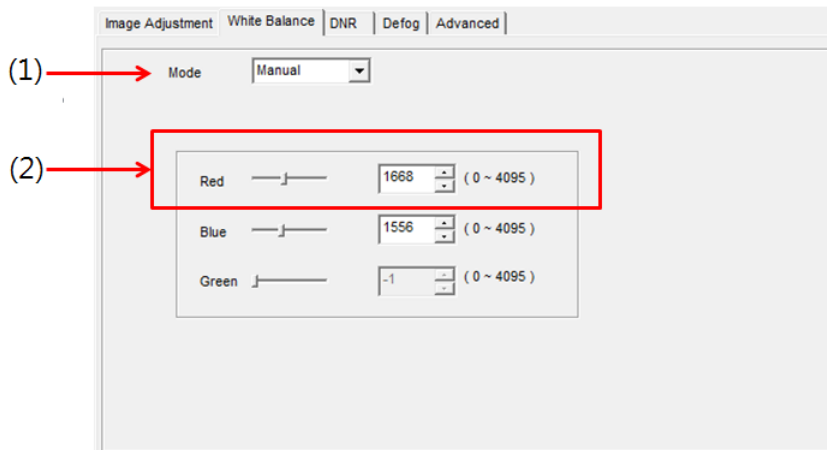 Image Adjustment White Balance DNR Defog Advanced
(1) Mode Manual
(2) Red 1668 ( 0 ~ 4095 )
Blue 1556 ( 0 ~ 4095 )
Green -1 ( 0 ~ 4095 )